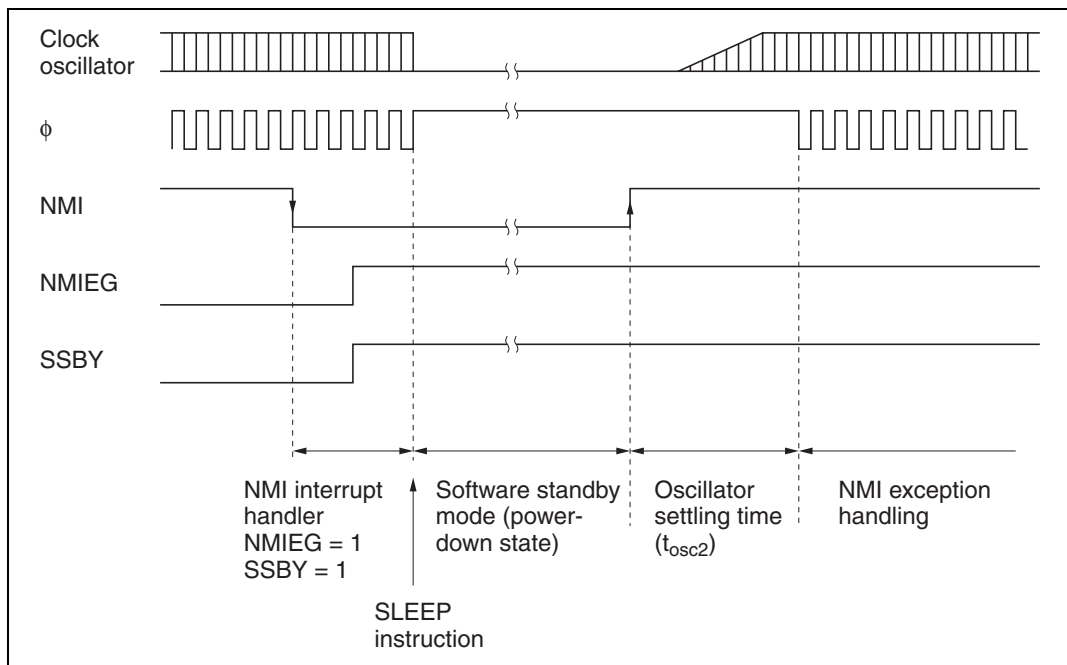 Clock
oscillator
φ
NMI
NMIEG
SSBY
NMI interrupt
handler
NMIEG = 1
SSBY = 1
Software standby
mode (power-
down state)
Oscillator
settling time
(tosc2)
NMI exception
handling
SLEEP
instruction